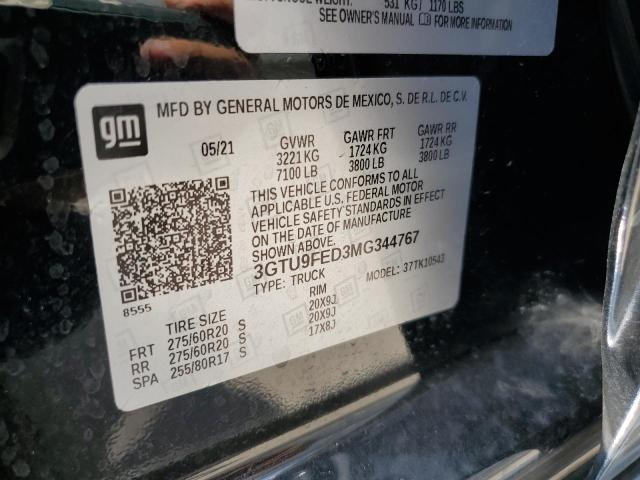 531 KG / 1170 LBS
SEE OWNER'S MANUAL FOR MORE INFORMATION
gm
MFD BY GENERAL MOTORS DE MEXICO, S. DE R.L. DE C.V.
05/21 GVWR GAWR FRT GAWR RR
3221 KG 1724 KG 1724 KG
7100 LB 3800 LB 3800 LB
THIS VEHICLE CONFORMS TO ALL
APPLICABLE U.S. FEDERAL MOTOR
VEHICLE SAFETY STANDARDS IN EFFECT
ON THE DATE OF MANUFACTURE
SHOWN ABOVE.
3GTU9FED3MG344767
TYPE: TRUCK MODEL: 37TK10543
8555
TIRE SIZE RIM
FRT 275/60R20 S 20X9J
RR 275/60R20 S 20X9J
SPA 255/80R17 S 17X8J